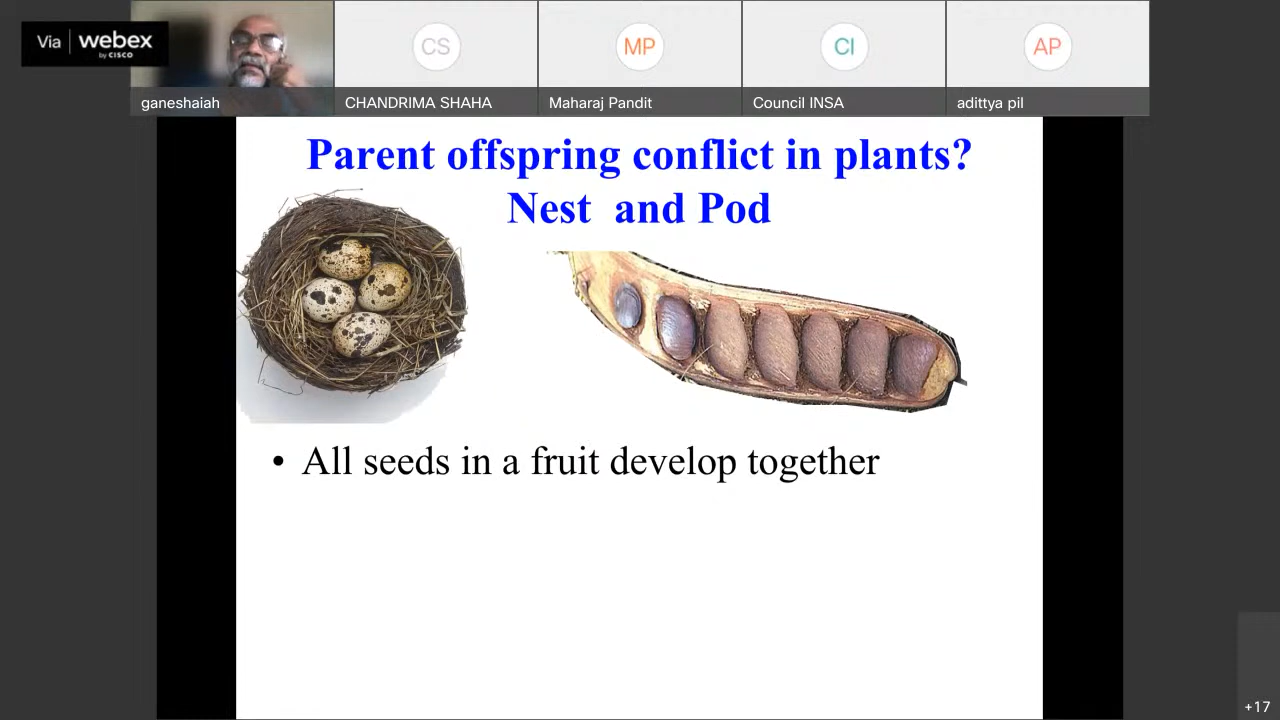 Via webex
by CISCO
CS
MP
CI
AP
ganeshaiah
CHANDRIMA SHAHA
Maharaj Pandit
Council INSA
adittya pil
Parent offspring conflict in plants?
Nest and Pod
• All seeds in a fruit develop together
+17